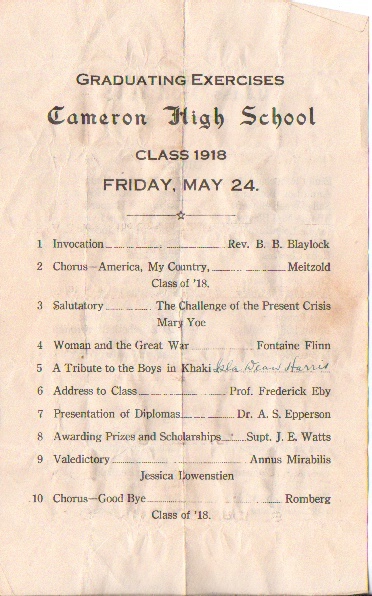 GRADUATING EXERCISES
Cameron High School
CLASS 1918
FRIDAY, MAY 24.
1 Invocation Rev. B. B. Blaylock
2 Chorus—America, My Country, Meitzold
Class of '18.
3 Salutatory The Challenge of the Present Crisis
Mary Yoe
4 Woman and the Great War Fontaine Flinn
5 A Tribute to the Boys in Khaki Isla Dean Harris
6 Address to Class Prof. Frederick Eby
7 Presentation of Diplomas Dr. A. S. Epperson
8 Awarding Prizes and Scholarships Supt. J. E. Watts
9 Valedictory Annus Mirabilis
Jessica Lowenstien
10 Chorus—Good Bye Romberg
Class of '18.